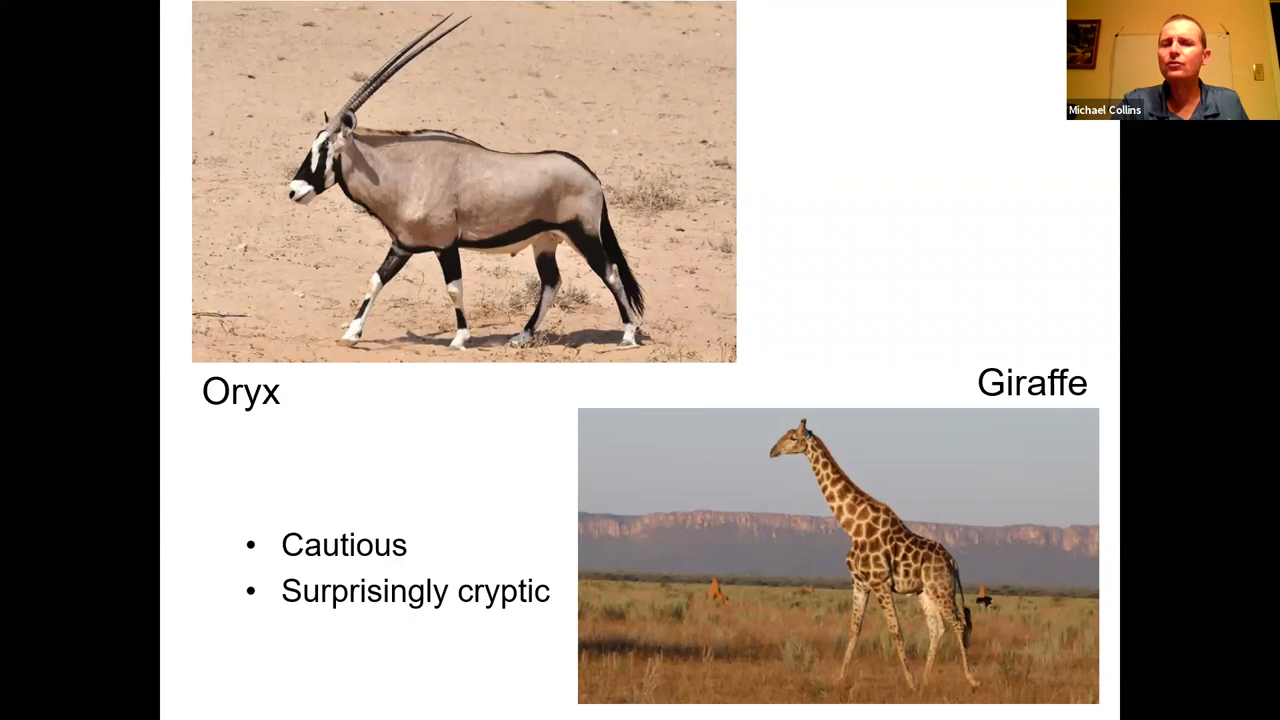 Michael Collins
Oryx
Giraffe
• Cautious
• Surprisingly cryptic